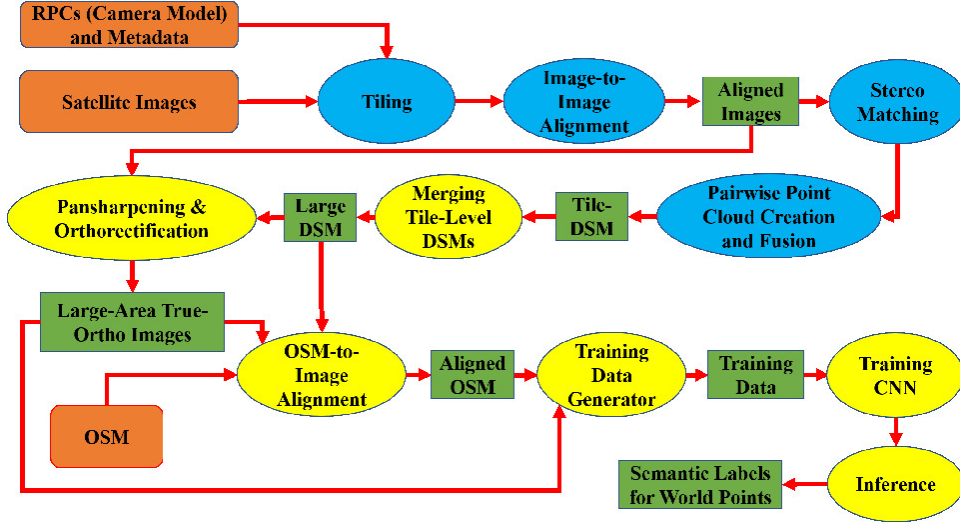 RPCs (Camera Model)
and Metadata
Satellite Images
Tiling
Image-to-
Image
Alignment
Aligned
Images
Stereo
Matching
Pansharpening &
Orthorectification
Large
DSM
Merging
Tile-Level
DSMs
Tile-
DSM
Pairwise Point
Cloud Creation
and Fusion
Large-Area True-
Ortho Images
OSM-to-
Image
Alignment
Aligned
OSM
Training
Data
Generator
Training
Data
Training
CNN
OSM
Semantic Labels
for World Points
Inference